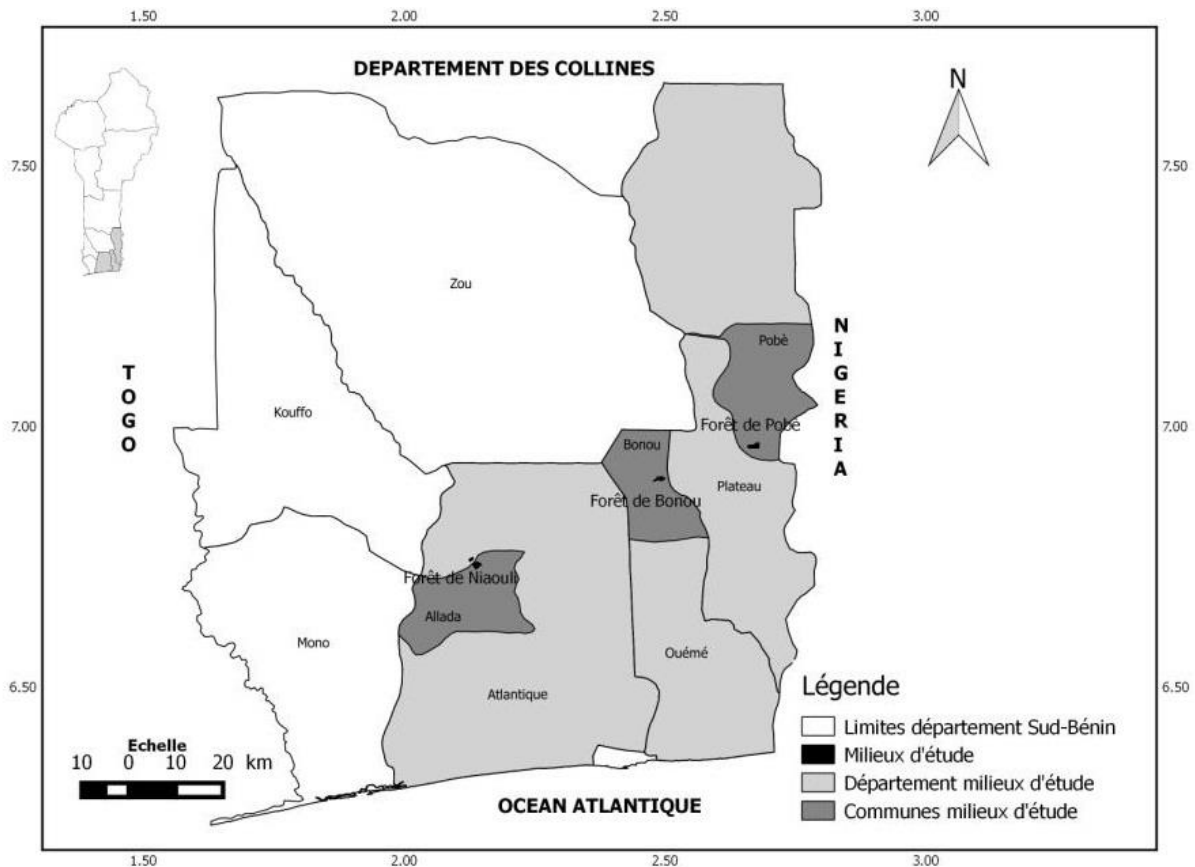 1.50 2.00 2.50 3.00
DEPARTEMENT DES COLLINES
N
7.50 7.50
Zou
Pobè
NIGERIA
TOGO
Kouffo
7.00 7.00
Forêt de Pobè
Bonou
Plateau
Forêt de Bonou
Forêt de Niaouli
Allada
Mono
Ouémé
6.50 6.50
Atlantique
Légende
Limites département Sud-Bénin
Milieux d'étude
Département milieux d'étude
Communes milieux d'étude
Echelle
10 0 10 20 km
OCEAN ATLANTIQUE
1.50 2.00 2.50 3.00